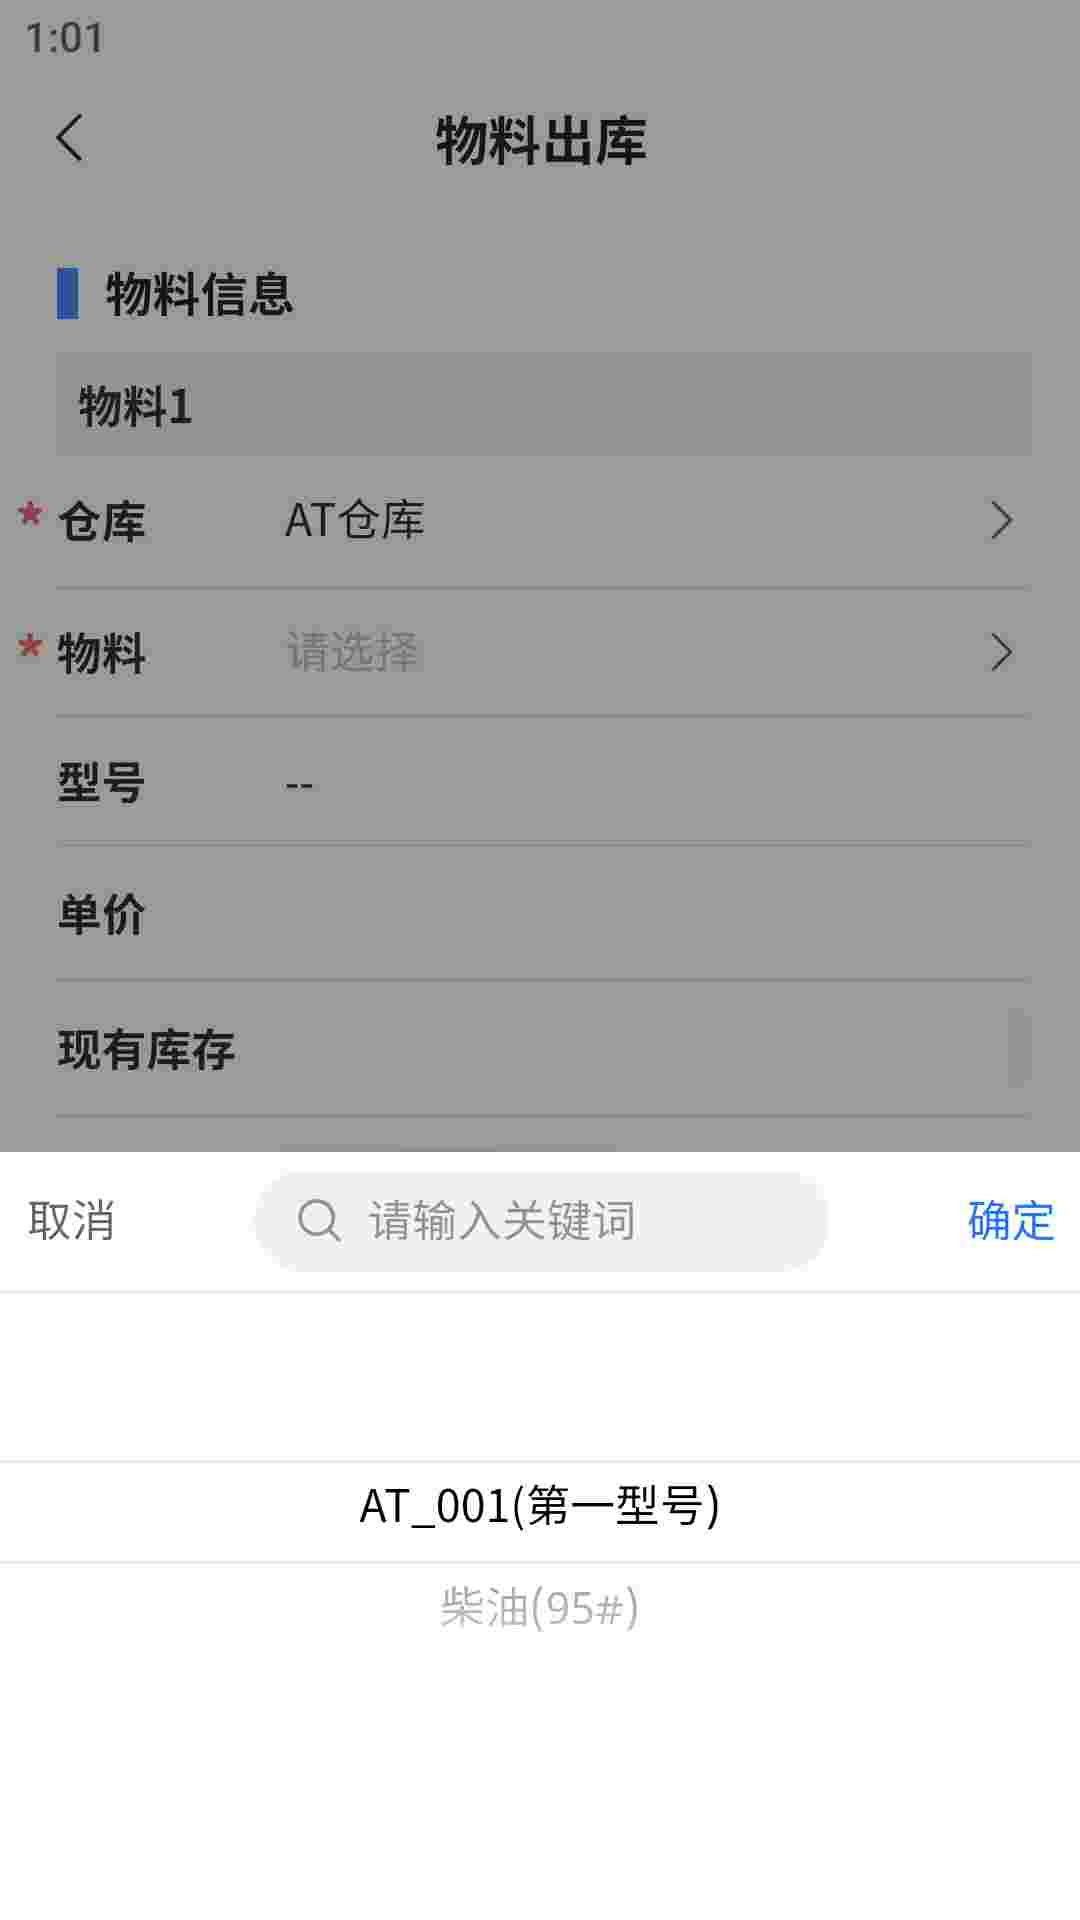 1:01
物料出库
物料信息
物料1
* 仓库 AT仓库
* 物料 请选择
型号 --
单价
现有库存
取消 请输入关键词 确定
AT_001(第一型号)
柴油(95#)